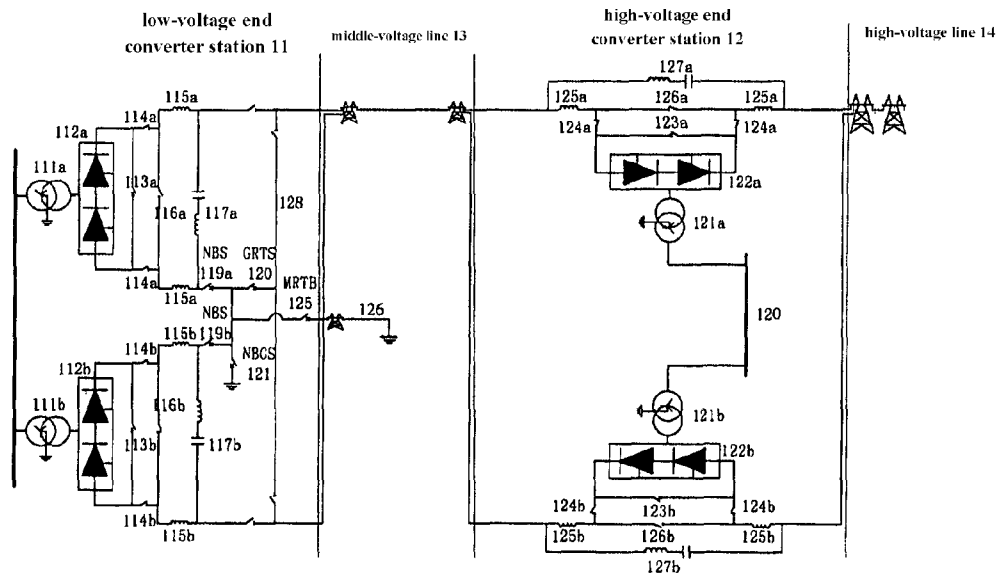 low-voltage end
converter station 11
middle-voltage line 13
high-voltage end
converter station 12
high-voltage line 14
127a
115a
125a
126a
125a
114a
124a
123a
124a
112a
111a
122a
113a
116a
117a
128
121a
NBS
GRTS
119a
120
MRTB
114a
115a
125
126
NBS
120
115b
119b
114b
NBGS
121
112b
116b
121b
111b
113b
117b
122b
124b
123b
124b
114b
115b
125b
126b
125b
127b